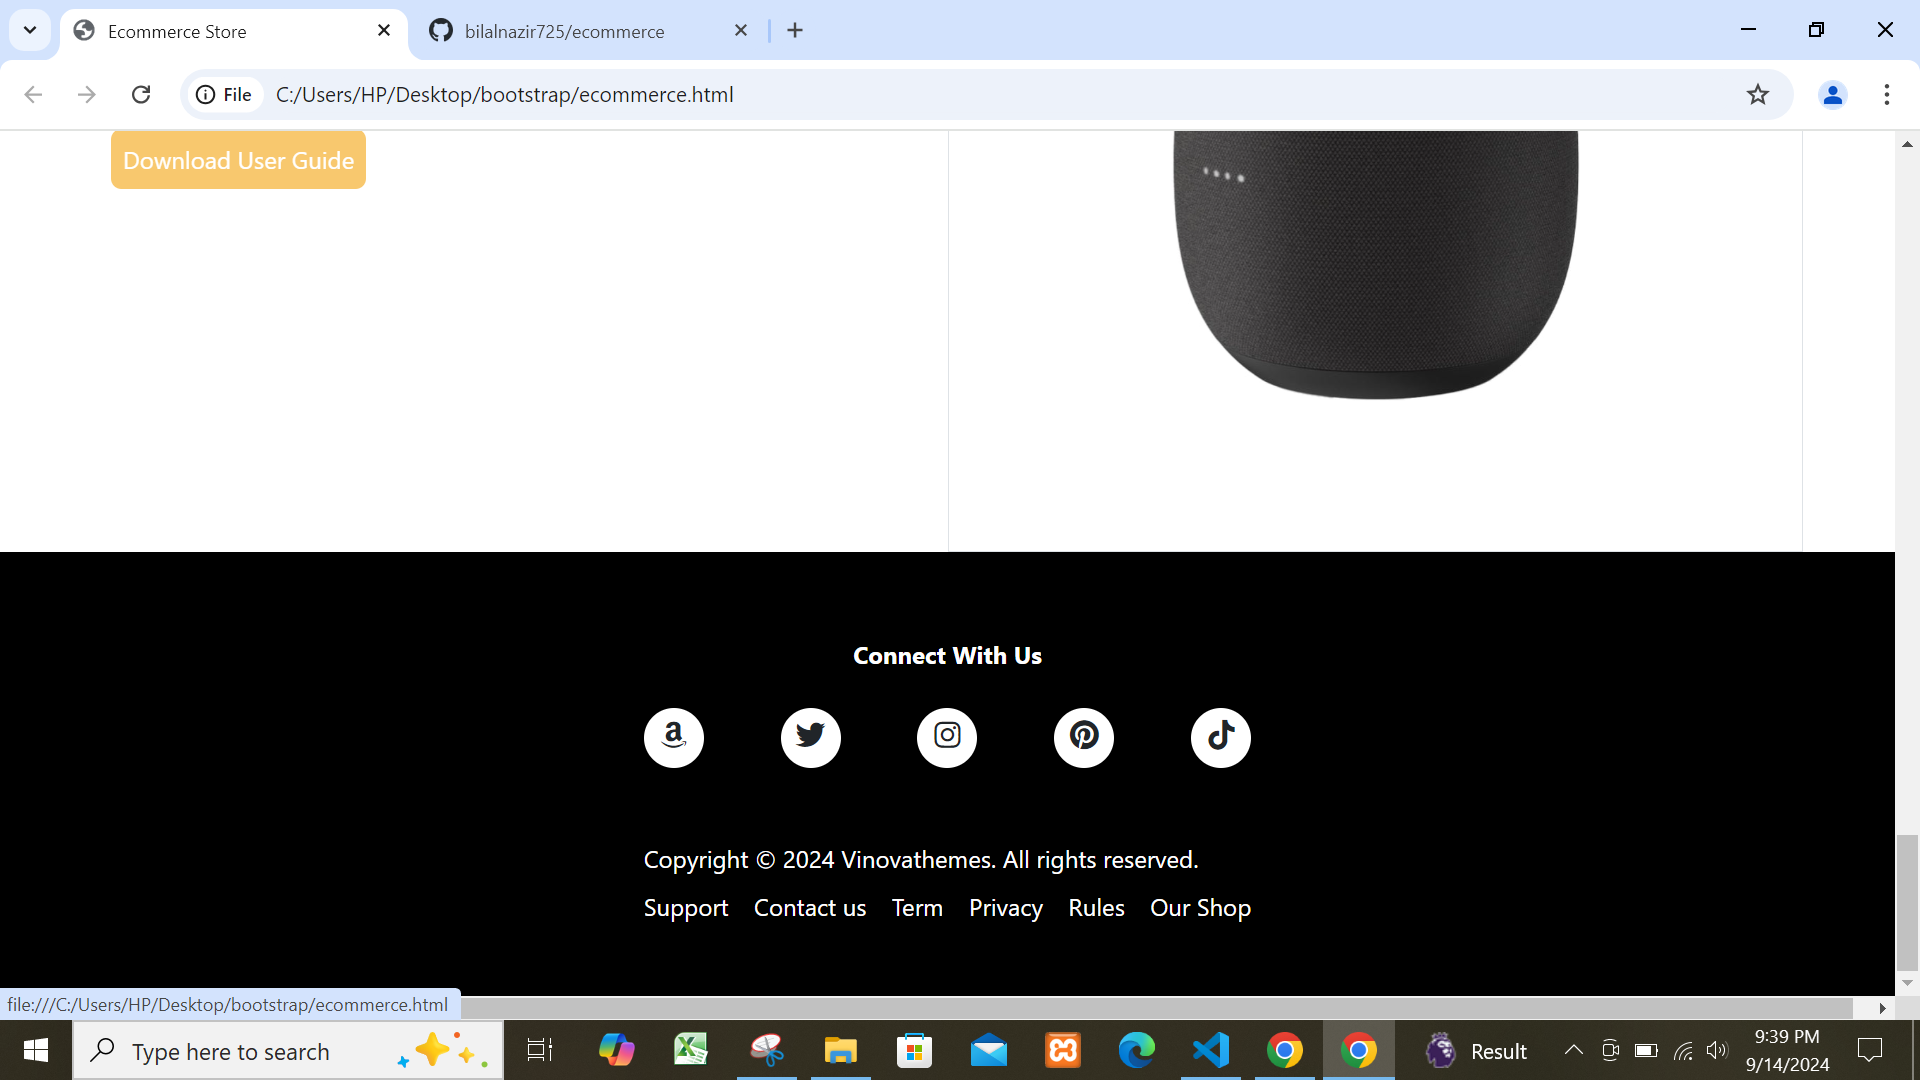 Ecommerce Store
bilalnazir725/ecommerce
File
C:/Users/HP/Desktop/bootstrap/ecommerce.html
Download User Guide
Connect With Us
Copyright © 2024 Vinovathemes. All rights reserved.
Support Contact us Term Privacy Rules Our Shop
file:///C:/Users/HP/Desktop/bootstrap/ecommerce.html
Type here to search
Result
9:39 PM
9/14/2024